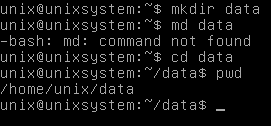 unix@unixsystem:~$ mkdir data
unix@unixsystem:~$ md data
-bash: md: command not found
unix@unixsystem:~$ cd data
unix@unixsystem:~/data$ pwd
/home/unix/data
unix@unixsystem:~/data$ _